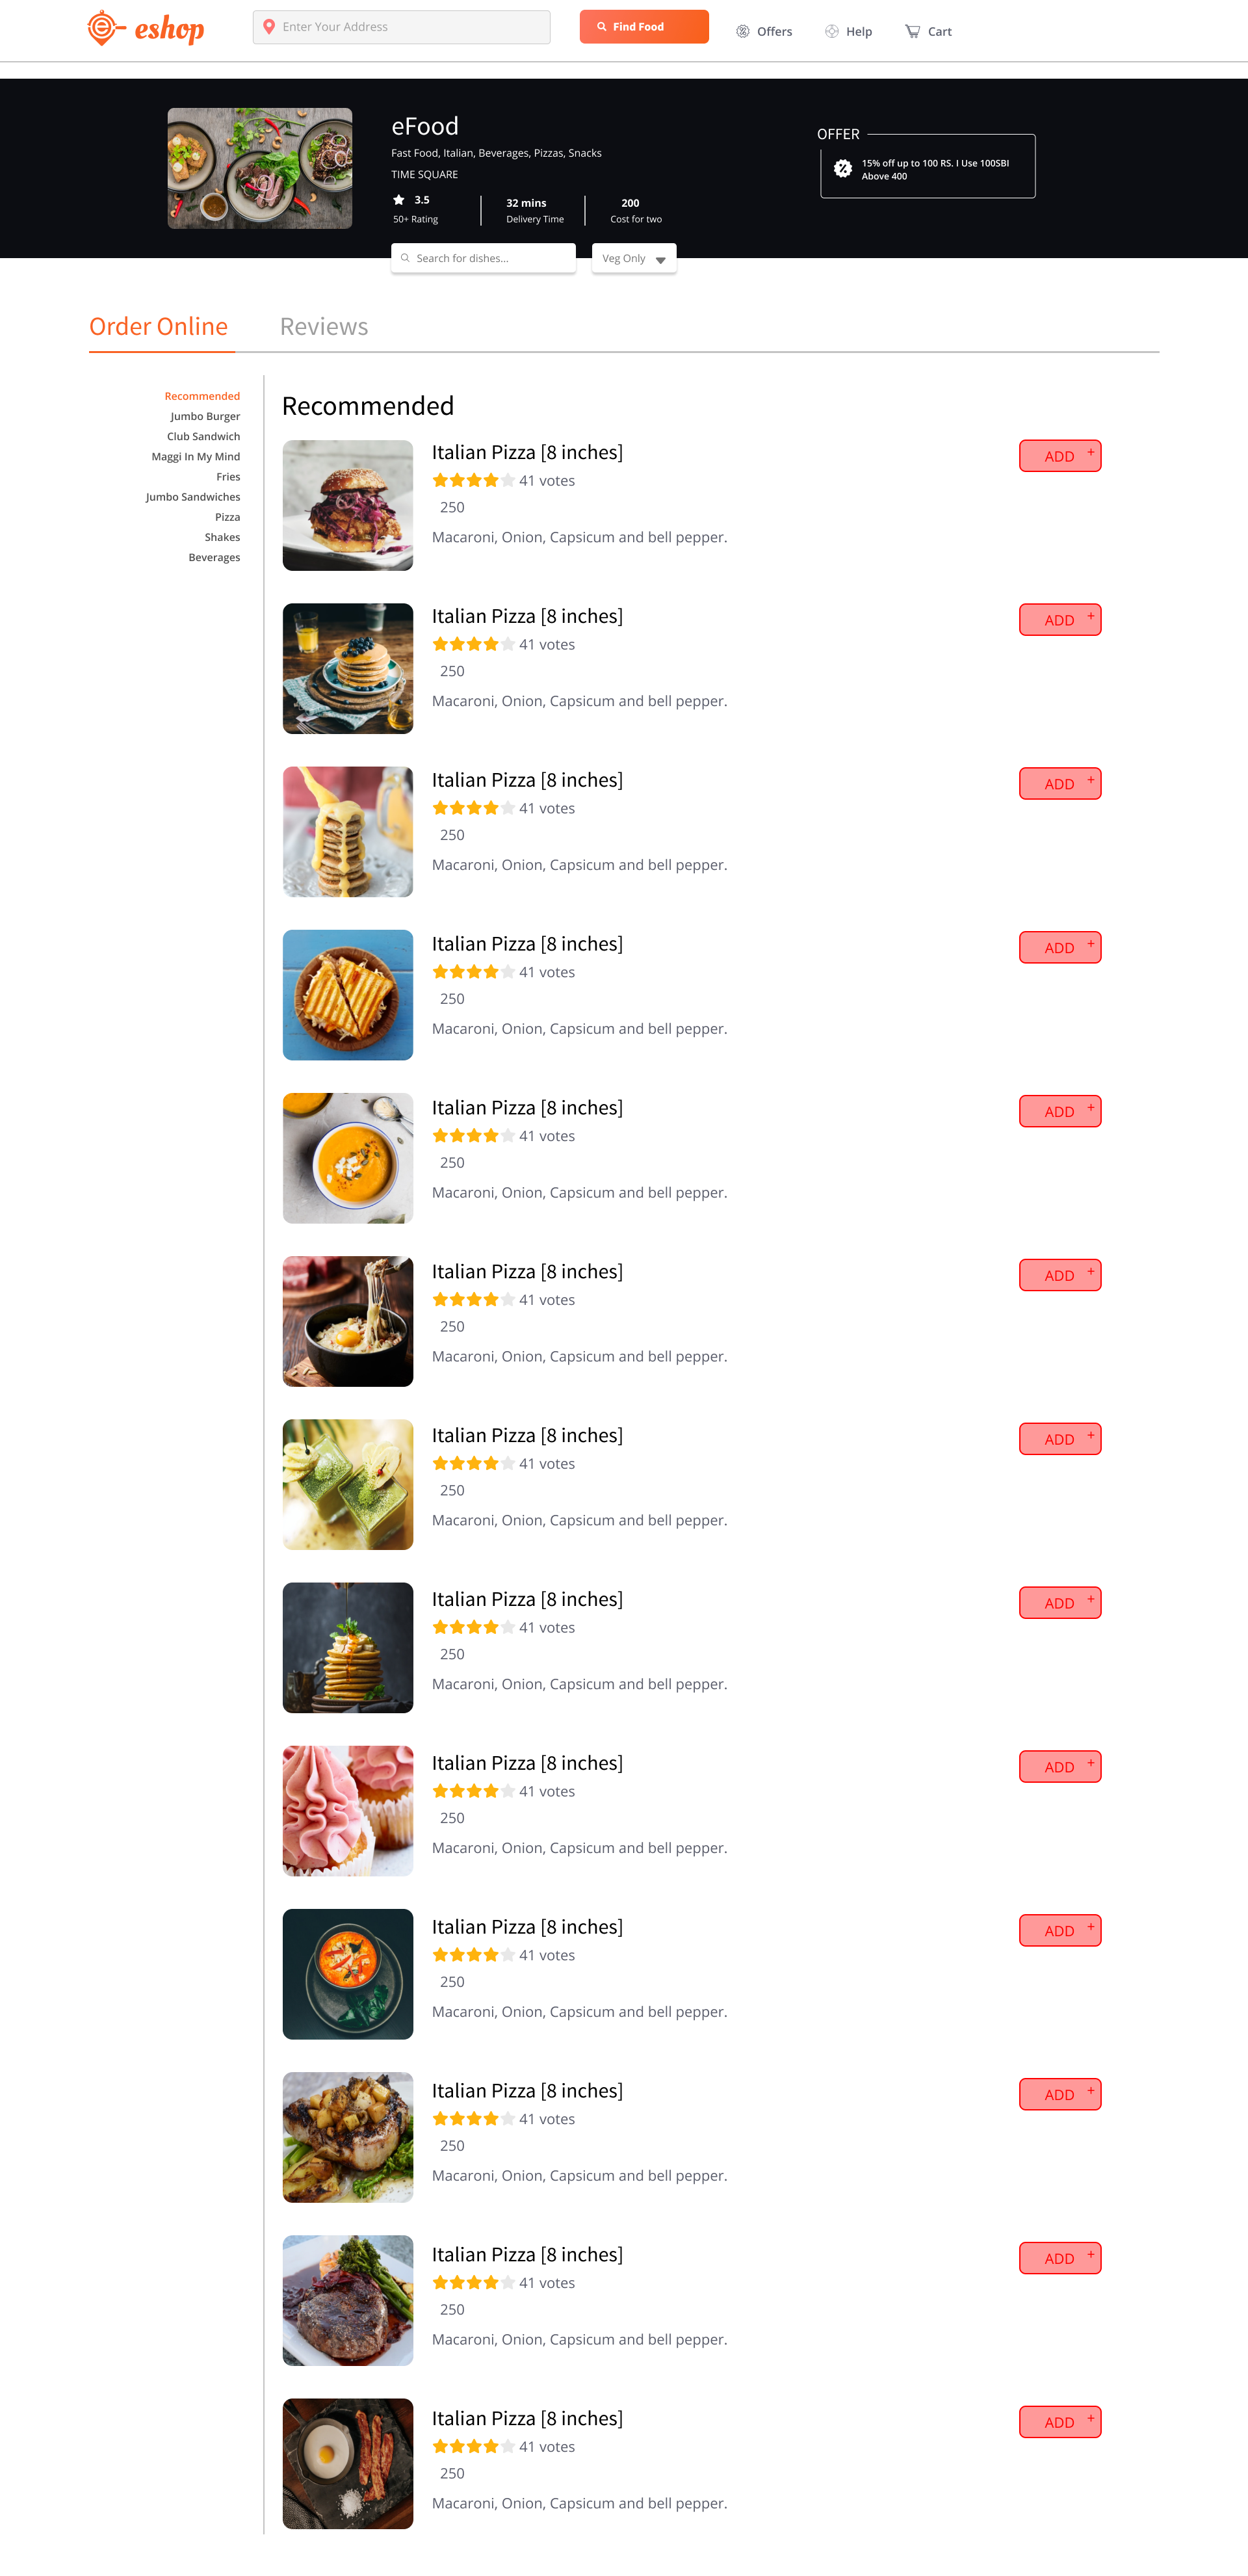 eshop
Enter Your Address
Find Food
Offers
Help
Cart
eFood
Fast Food, Italian, Beverages, Pizzas, Snacks
TIME SQUARE
3.5
50+ Rating
32 mins
Delivery Time
200
Cost for two
OFFER
15% off up to 100 RS. I Use 100SBI
Above 400
Search for dishes...
Veg Only
Order Online
Reviews
Recommended
Jumbo Burger
Club Sandwich
Maggi In My Mind
Fries
Jumbo Sandwiches
Pizza
Shakes
Beverages
Recommended
Italian Pizza [8 inches]
41 votes
250
Macaroni, Onion, Capsicum and bell pepper.
ADD +
Italian Pizza [8 inches]
41 votes
250
Macaroni, Onion, Capsicum and bell pepper.
ADD +
Italian Pizza [8 inches]
41 votes
250
Macaroni, Onion, Capsicum and bell pepper.
ADD +
Italian Pizza [8 inches]
41 votes
250
Macaroni, Onion, Capsicum and bell pepper.
ADD +
Italian Pizza [8 inches]
41 votes
250
Macaroni, Onion, Capsicum and bell pepper.
ADD +
Italian Pizza [8 inches]
41 votes
250
Macaroni, Onion, Capsicum and bell pepper.
ADD +
Italian Pizza [8 inches]
41 votes
250
Macaroni, Onion, Capsicum and bell pepper.
ADD +
Italian Pizza [8 inches]
41 votes
250
Macaroni, Onion, Capsicum and bell pepper.
ADD +
Italian Pizza [8 inches]
41 votes
250
Macaroni, Onion, Capsicum and bell pepper.
ADD +
Italian Pizza [8 inches]
41 votes
250
Macaroni, Onion, Capsicum and bell pepper.
ADD +
Italian Pizza [8 inches]
41 votes
250
Macaroni, Onion, Capsicum and bell pepper.
ADD +
Italian Pizza [8 inches]
41 votes
250
Macaroni, Onion, Capsicum and bell pepper.
ADD +
Italian Pizza [8 inches]
41 votes
250
Macaroni, Onion, Capsicum and bell pepper.
ADD +